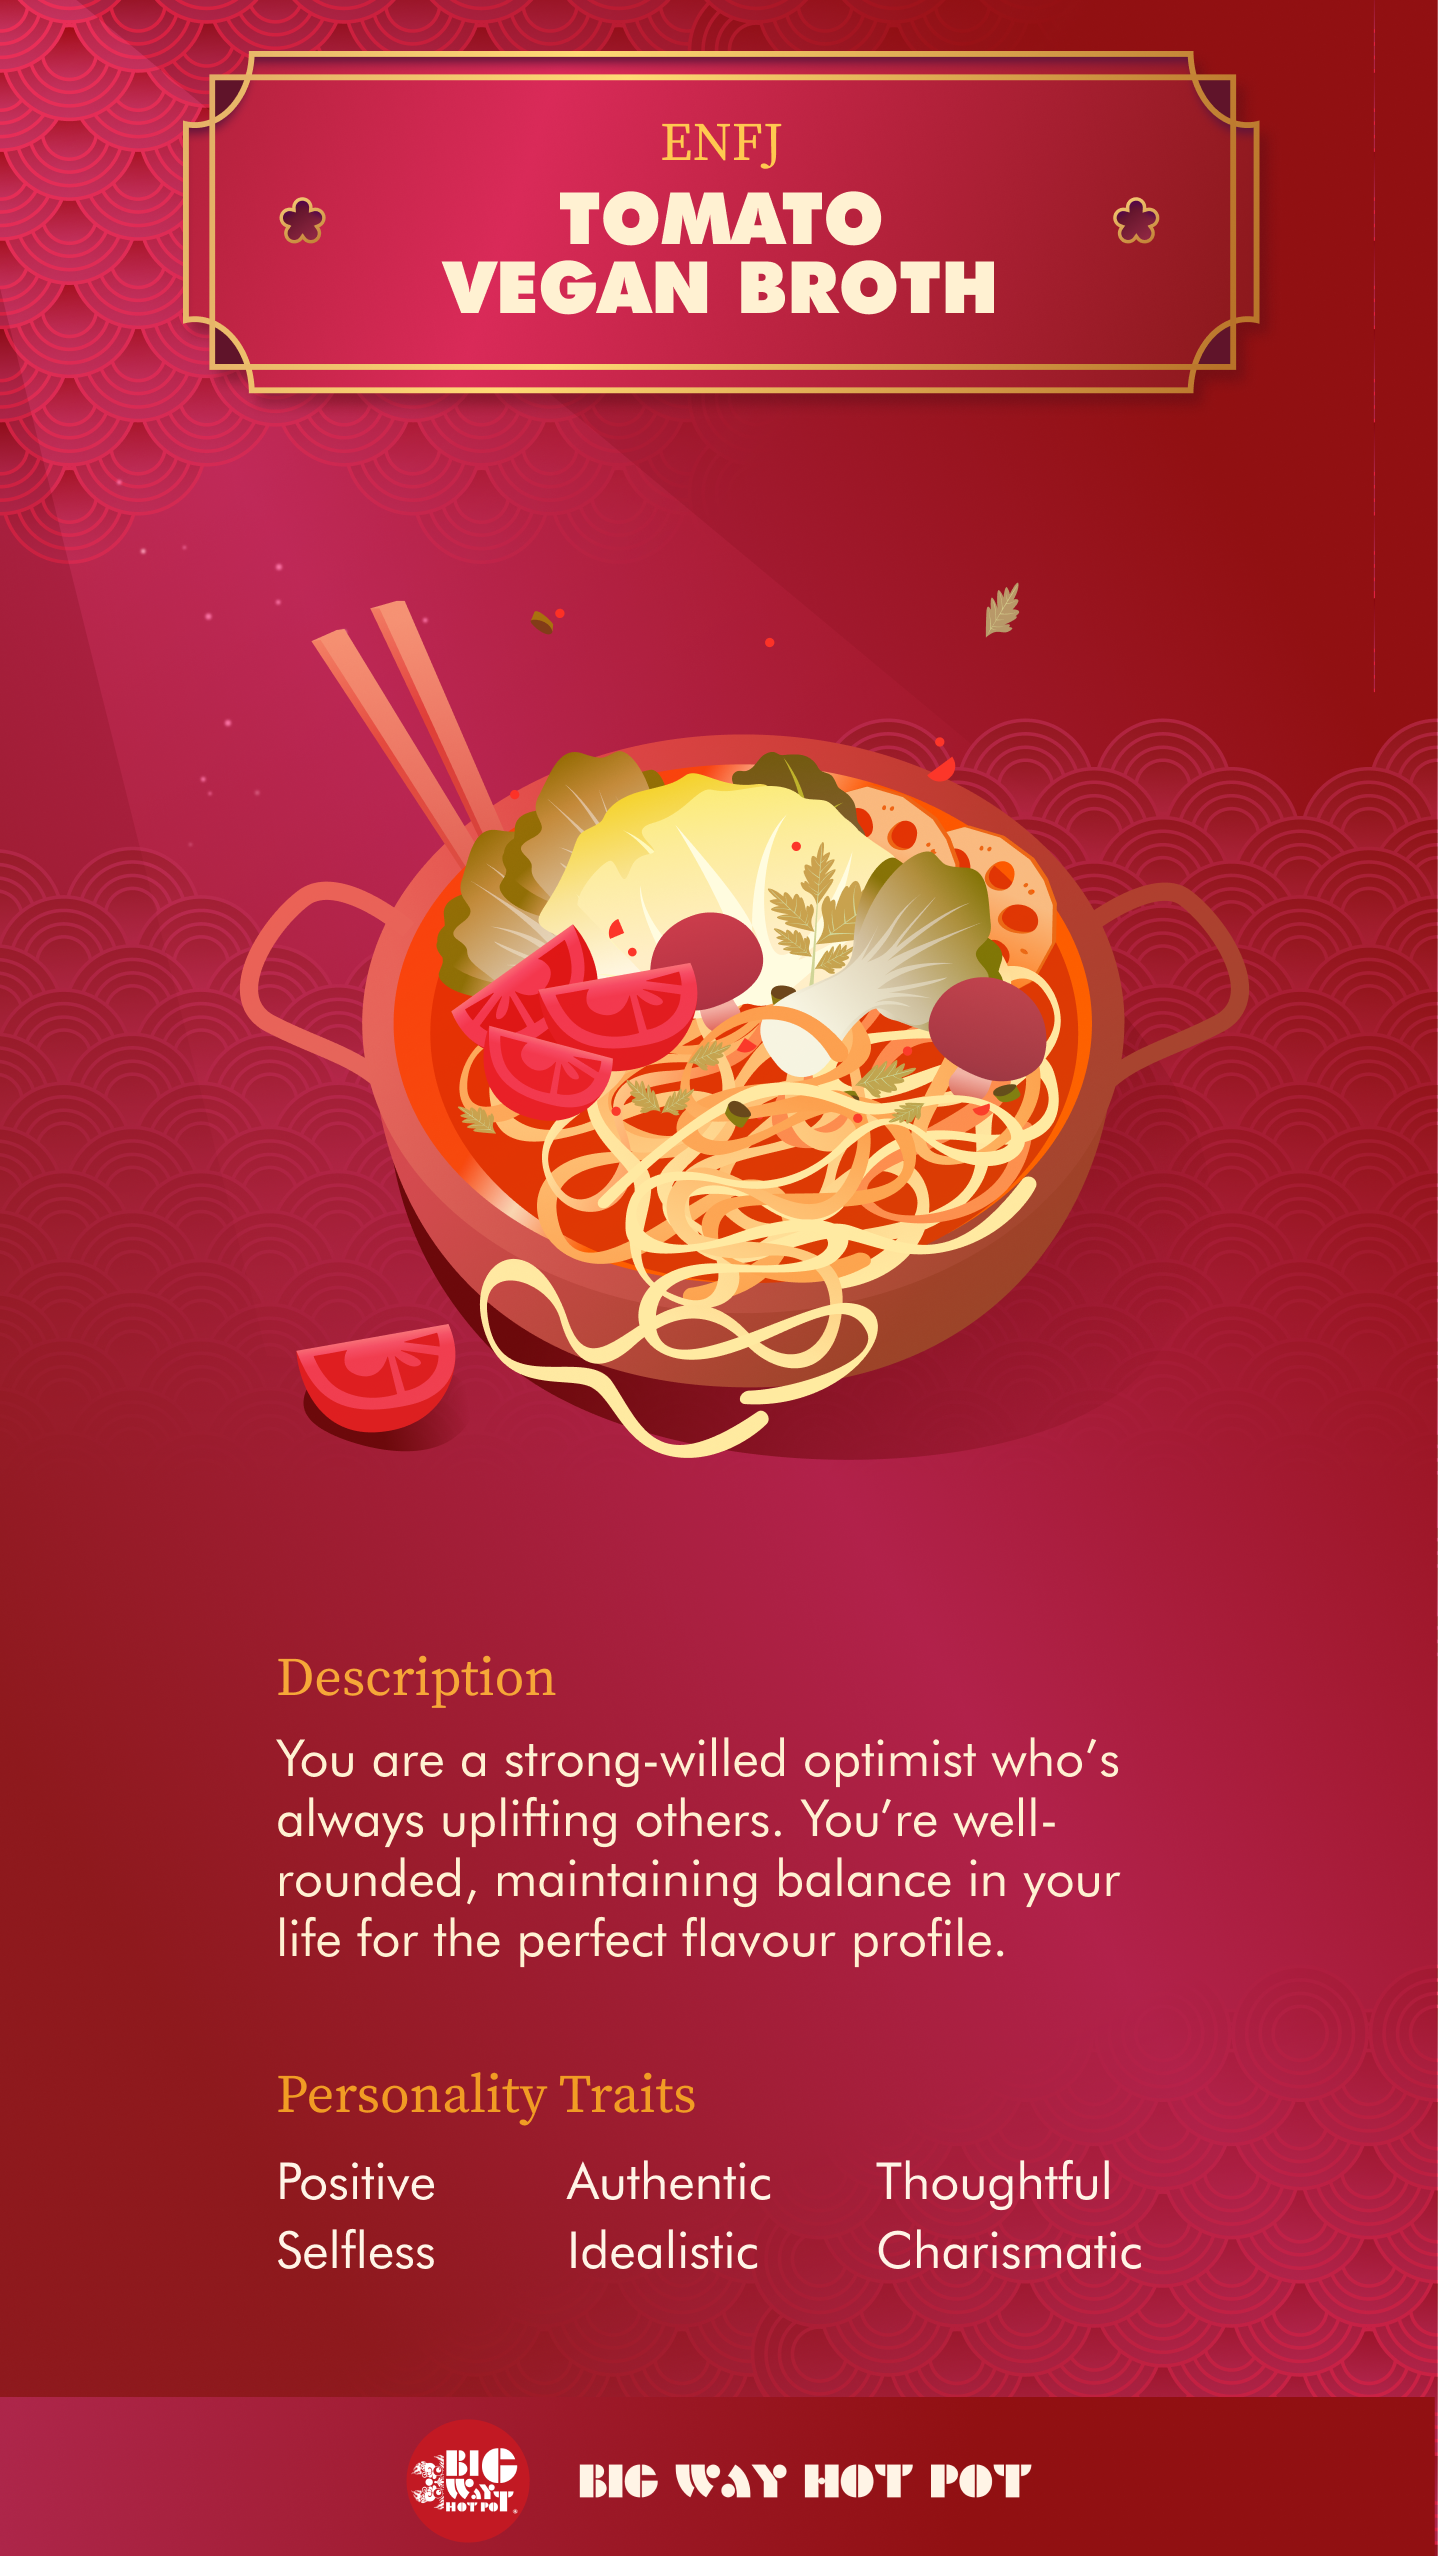 ENFJ
TOMATO
VEGAN BROTH
Description
You are a strong-willed optimist who’s
always uplifting others. You’re well-
rounded, maintaining balance in your
life for the perfect flavour profile.
Personality Traits
Positive Authentic Thoughtful
Selfless Idealistic Charismatic
BIG
WAY
HOT POT
BIG WAY HOT POT